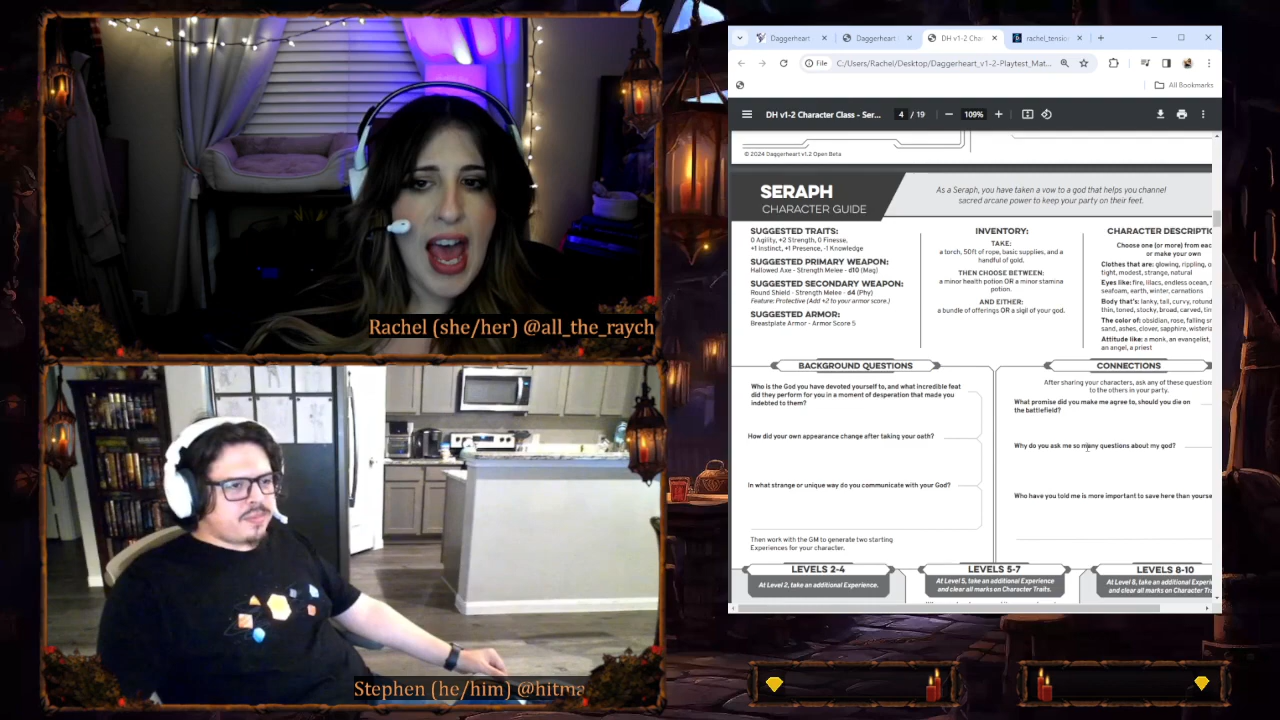 Rachel (she/her) @all_the_raych
Stephen (he/him) @hitma
Daggerheart
Daggerheart
DH v1-2 Cha
rachel_tensio
File
C:/Users/Rachel/Desktop/Daggerheart_v1-2-Playtest_Mat...
All Bookmarks
DH v1-2 Character Class - Ser...
4 / 19
109%
© 2024 Daggerheart v1.2 Open Beta
SERAPH
CHARACTER GUIDE
As a Seraph, you have taken a vow to a god that helps you channel
sacred arcane power to keep your party on their feet.
SUGGESTED TRAITS:
0 Agility, +2 Strength, 0 Finesse,
+1 Instinct, +1 Presence, -1 Knowledge
SUGGESTED PRIMARY WEAPON:
Hallowed Axe - Strength Melee - d10 (Mag)
SUGGESTED SECONDARY WEAPON:
Round Shield - Strength Melee - d4 (Phy)
Feature: Protective (Add +2 to your armor score.)
SUGGESTED ARMOR:
Breastplate Armor - Armor Score 5
INVENTORY:
TAKE:
a torch, 50ft of rope, basic supplies, and a
handful of gold.
THEN CHOOSE BETWEEN:
a minor health potion OR a minor stamina
potion.
AND EITHER:
a bundle of offerings OR a sigil of your god.
CHARACTER DESCRIPTIO
Choose one (or more) from eac
or make your own
Clothes that are: glowing, rippling, o
tight, modest, strange, natural
Eyes like: fire, lilacs, endless ocean, r
seafoam, earth, winter, carnations
Body that's: lanky, tall, curvy, rotund
thin, toned, stocky, broad, carved, tin
The color of: obsidian, rose, falling sn
sand, ashes, clover, sapphire, wisteria
Attitude like: a monk, an evangelist,
an angel, a priest
BACKGROUND QUESTIONS
Who is the God you have devoted yourself to, and what incredible feat
did they perform for you in a moment of desperation that made you
indebted to them?
How did your own appearance change after taking your oath?
In what strange or unique way do you communicate with your God?
Then work with the GM to generate two starting
Experiences for your character.
CONNECTIONS
After sharing your characters, ask any of these question
to the others in your party.
What promise did you make me agree to, should you die on
the battlefield?
Why do you ask me so many questions about my god?
Who have you told me is more important to save here than yourse
LEVELS 2-4
At Level 2, take an additional Experience.
LEVELS 5-7
At Level 5, take an additional Experience
and clear all marks on Character Traits.
LEVELS 8-10
At Level 8, take an additional Experie
and clear all marks on Character Tr